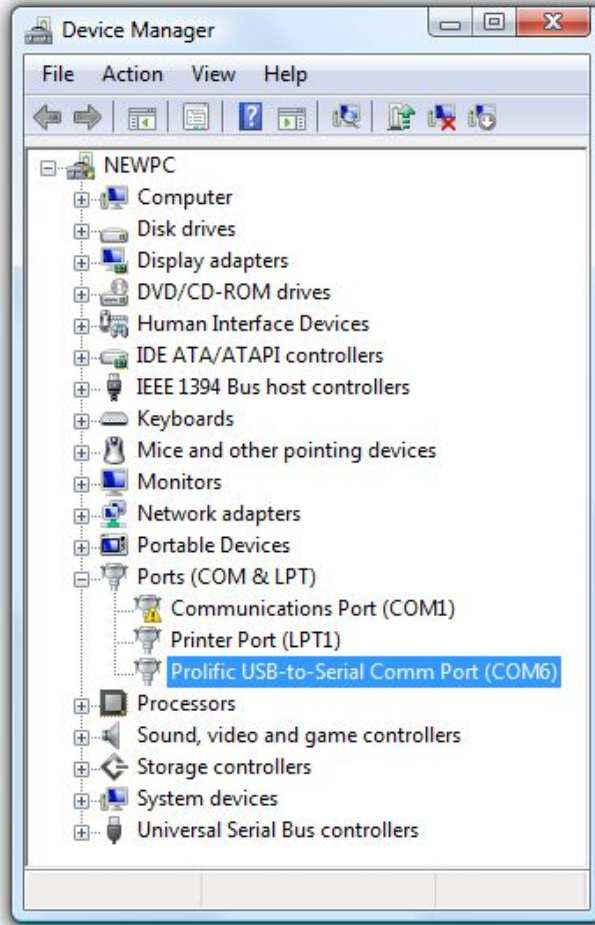 Device Manager
File Action View Help
NEWPC
Computer
Disk drives
Display adapters
DVD/CD-ROM drives
Human Interface Devices
IDE ATA/ATAPI controllers
IEEE 1394 Bus host controllers
Keyboards
Mice and other pointing devices
Monitors
Network adapters
Portable Devices
Ports (COM & LPT)
Communications Port (COM1)
Printer Port (LPT1)
Prolific USB-to-Serial Comm Port (COM6)
Processors
Sound, video and game controllers
Storage controllers
System devices
Universal Serial Bus controllers